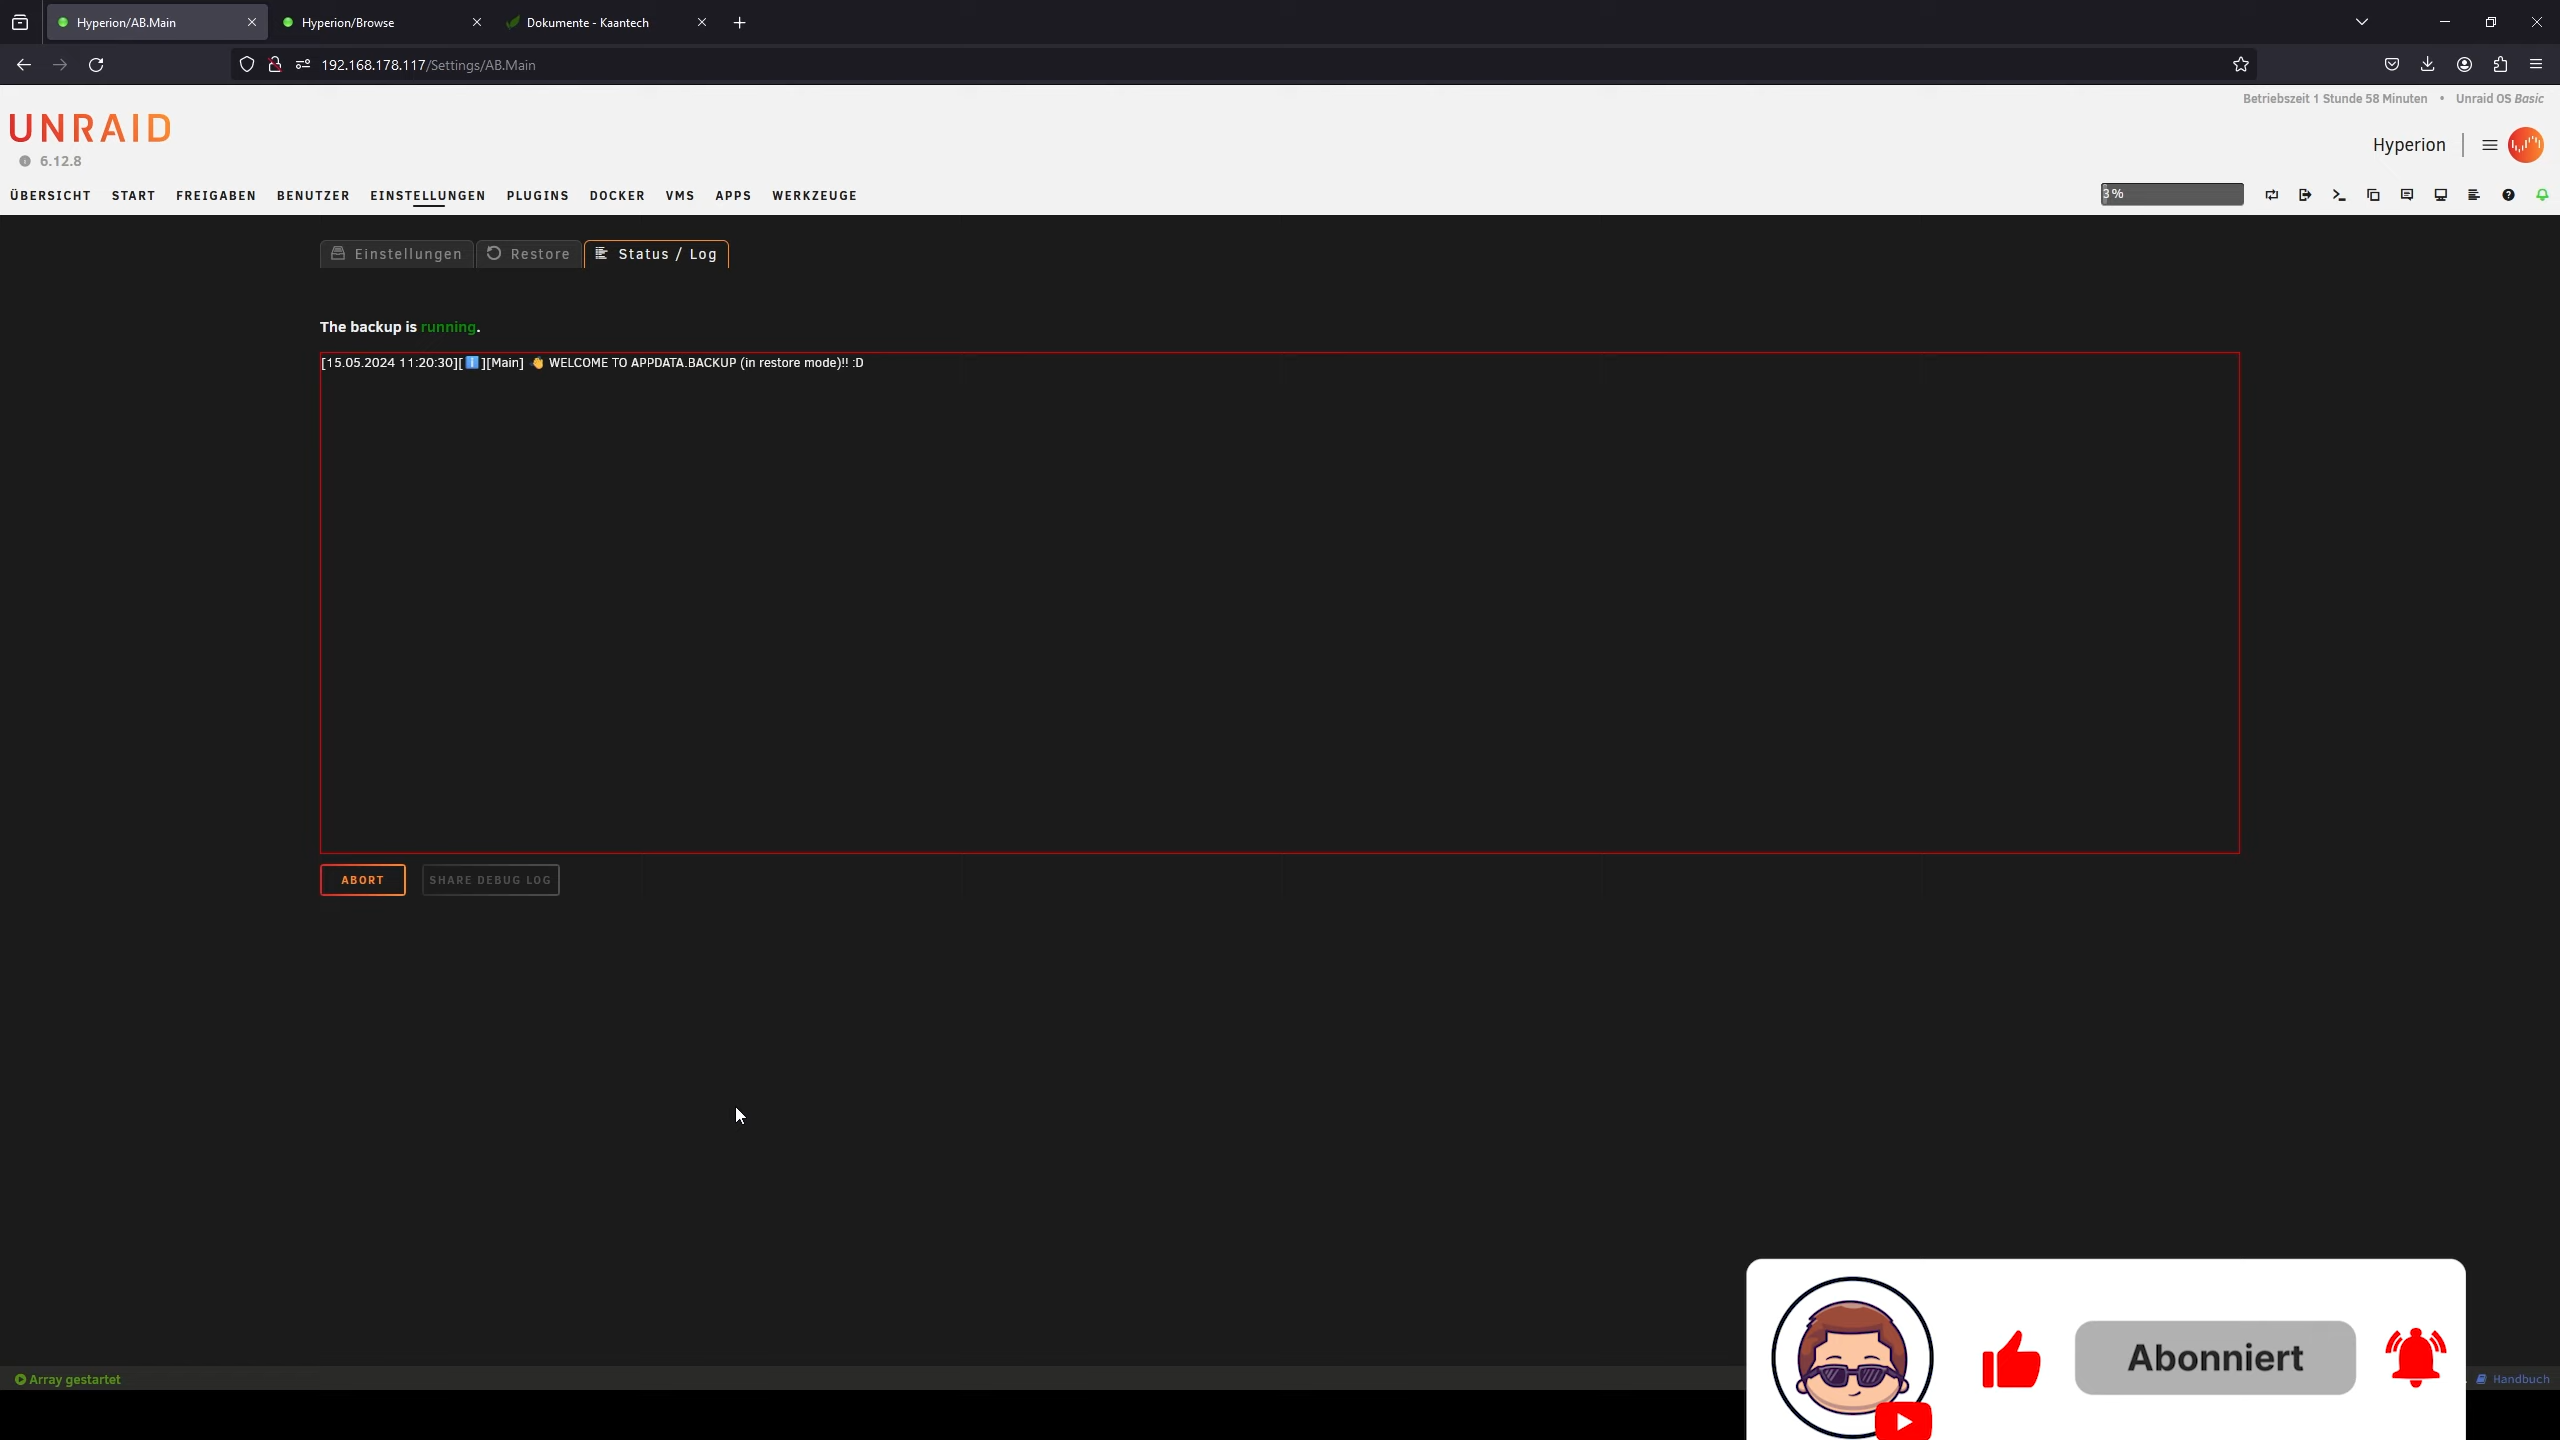 Hyperion/AB.Main
Hyperion/Browse
Dokumente - Kaantech
192.168.178.117/Settings/AB.Main
Betriebszeit 1 Stunde 58 Minuten • Unraid OS Basic
UNRAID
6.12.8
Hyperion
ÜBERSICHT START FREIGABEN BENUTZER EINSTELLUNGEN PLUGINS DOCKER VMS APPS WERKZEUGE
3%
Einstellungen
Restore
Status / Log
The backup is running.
[15.05.2024 11:20:30][ℹ️][Main] 👋 WELCOME TO APPDATA.BACKUP (in restore mode)!! :D
ABORT
SHARE DEBUG LOG
Abonniert
Array gestartet
Handbuch